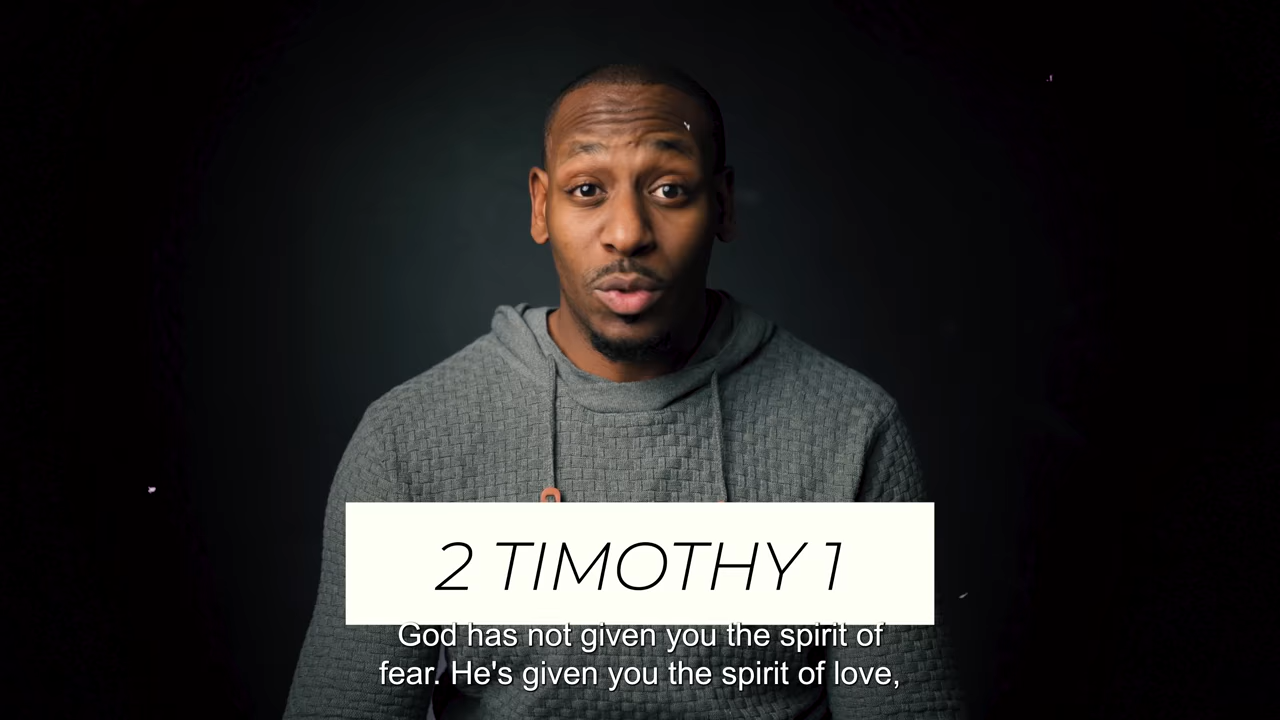 2 TIMOTHY 1
God has not given you the spirit of
fear. He's given you the spirit of love,